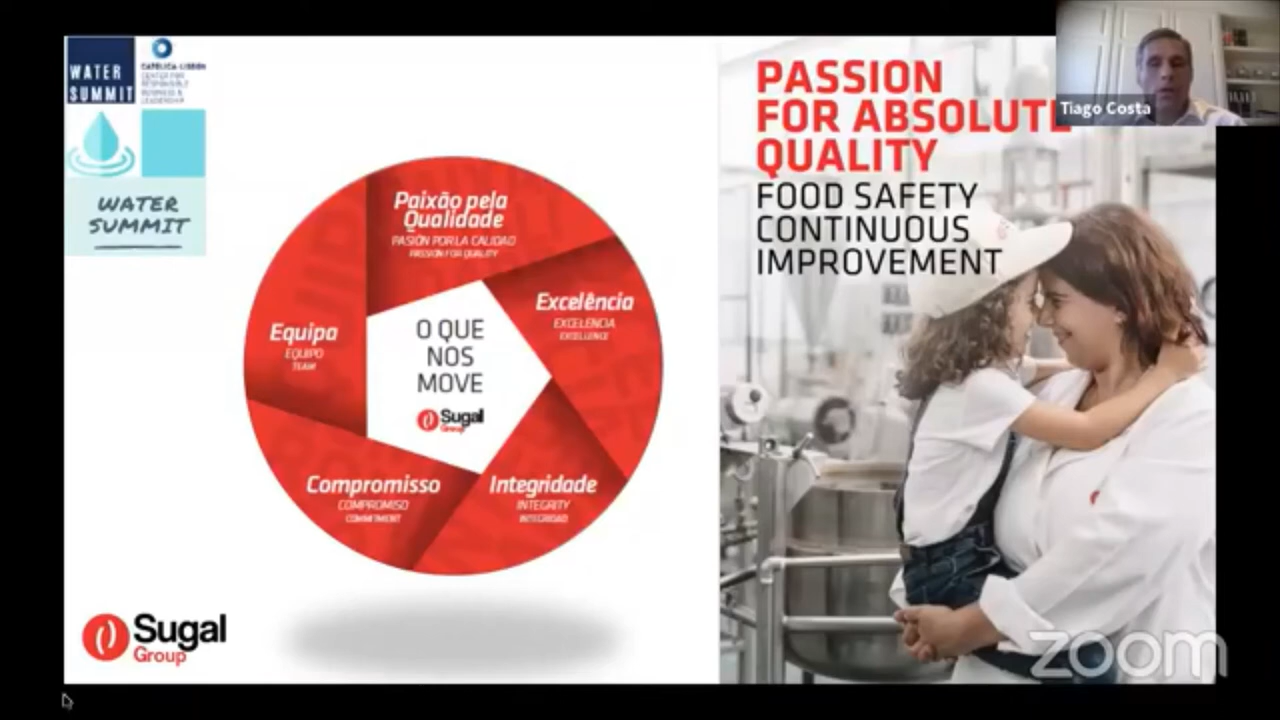 WATER
SUMMIT
CATÓLICA-LISBON
CENTER FOR
RESPONSIBLE
BUSINESS &
LEADERSHIP
WATER
SUMMIT
Paixão pela
Qualidade
PASIÓN POR LA CALIDAD
PASSION FOR QUALITY
Excelência
EXCELENCIA
EXCELLENCE
Equipa
EQUIPO
TEAM
O QUE
NOS
MOVE
Sugal
Group
Compromisso
COMPROMISO
COMMITMENT
Integridade
INTEGRITY
INTEGRIDAD
Sugal
Group
PASSION
FOR ABSOLUTE
QUALITY
FOOD SAFETY
CONTINUOUS
IMPROVEMENT
Tiago Costa
zoom